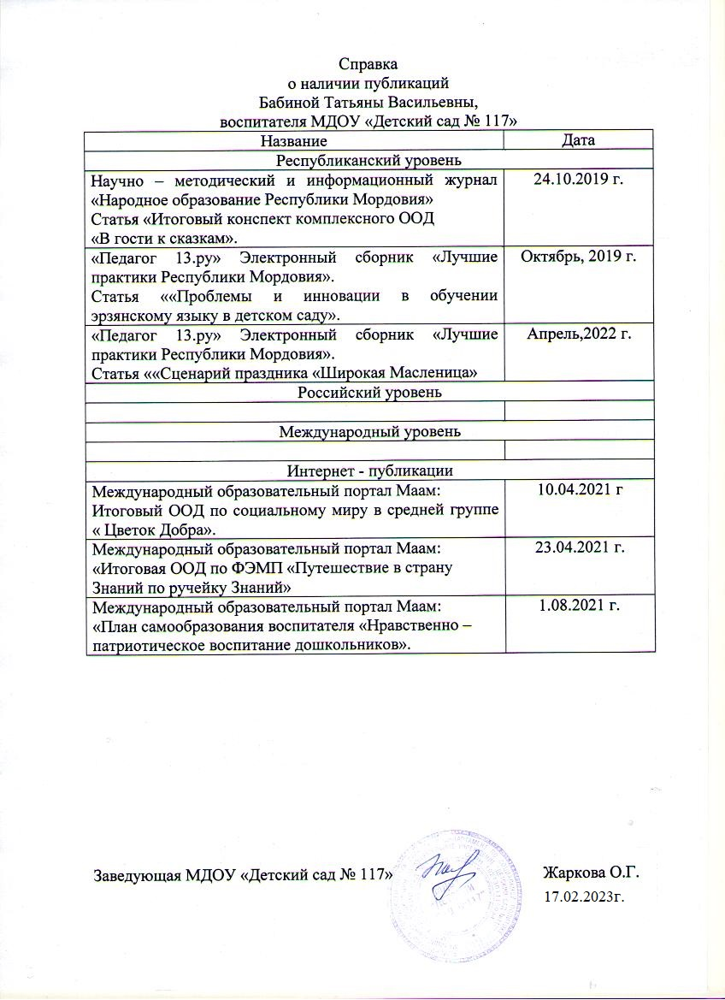 Справка
о наличии публикаций
Бабиной Татьяны Васильевны,
воспитателя МДОУ «Детский сад № 117»
Название Дата
Республиканский уровень
Научно – методический и информационный журнал 24.10.2019 г.
«Народное образование Республики Мордовия»
Статья «Итоговый конспект комплексного ООД
«В гости к сказкам».
«Педагог 13.ру» Электронный сборник «Лучшие Октябрь, 2019 г.
практики Республики Мордовия».
Статья ««Проблемы и инновации в обучении
эрзянскому языку в детском саду».
«Педагог 13.ру» Электронный сборник «Лучшие Апрель,2022 г.
практики Республики Мордовия».
Статья ««Сценарий праздника «Широкая Масленица»
Российский уровень
Международный уровень
Интернет - публикации
Международный образовательный портал Маам: 10.04.2021 г
Итоговый ООД по социальному миру в средней группе
« Цветок Добра».
Международный образовательный портал Маам: 23.04.2021 г.
«Итоговая ООД по ФЭМП «Путешествие в страну
Знаний по ручейку Знаний»
Международный образовательный портал Маам: 1.08.2021 г.
«План самообразования воспитателя «Нравственно –
патриотическое воспитание дошкольников».
Заведующая МДОУ «Детский сад № 117» Жаркова О.Г.
17.02.2023г.